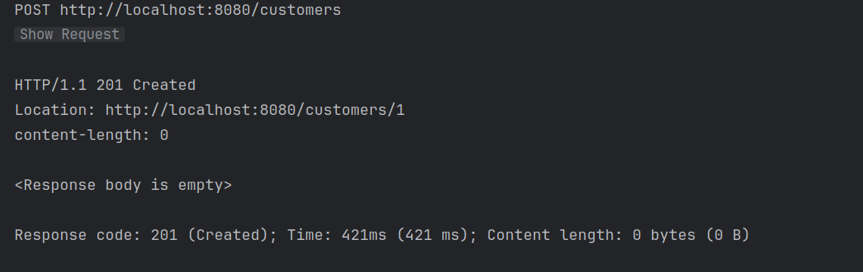 POST http://localhost:8080/customers
Show Request
HTTP/1.1 201 Created
Location: http://localhost:8080/customers/1
content-length: 0
<Response body is empty>
Response code: 201 (Created); Time: 421ms (421 ms); Content length: 0 bytes (0 B)